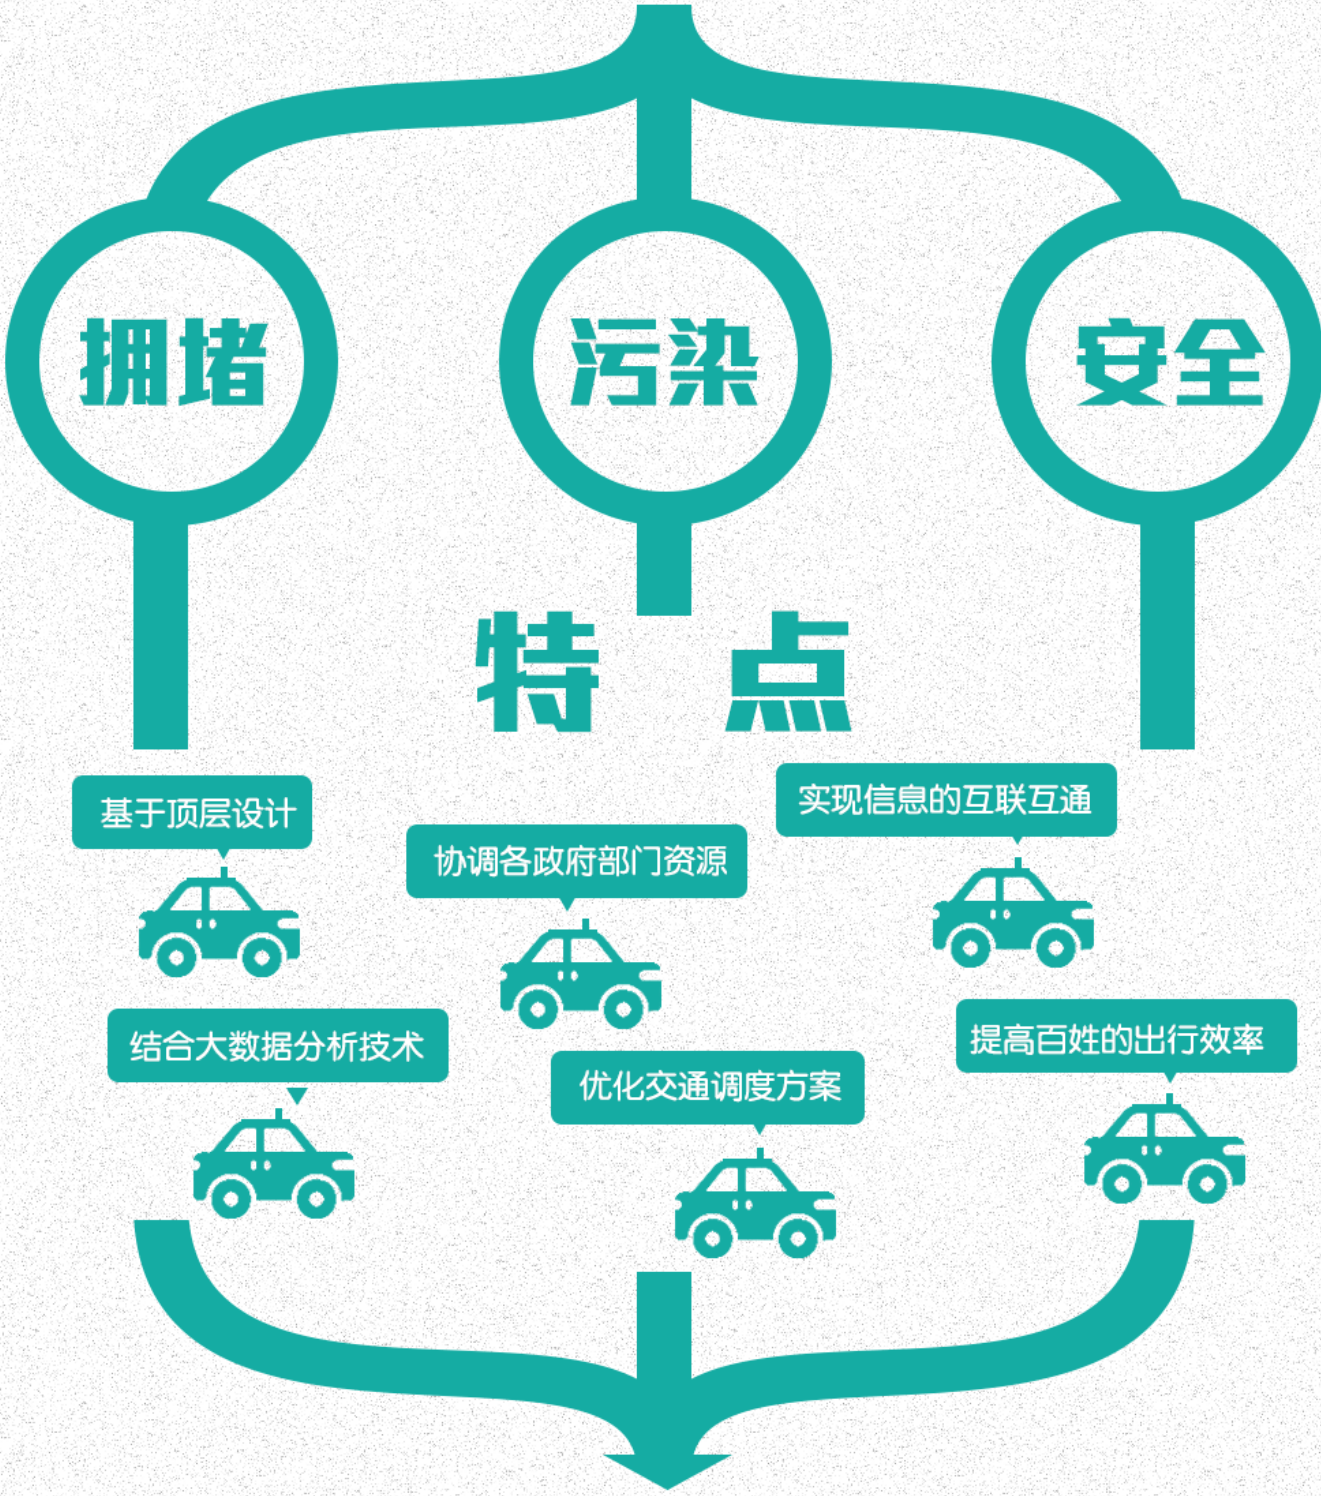 拥堵
污染
安全
特点
基于顶层设计
实现信息的互联互通
协调各政府部门资源
结合大数据分析技术
提高百姓的出行效率
优化交通调度方案